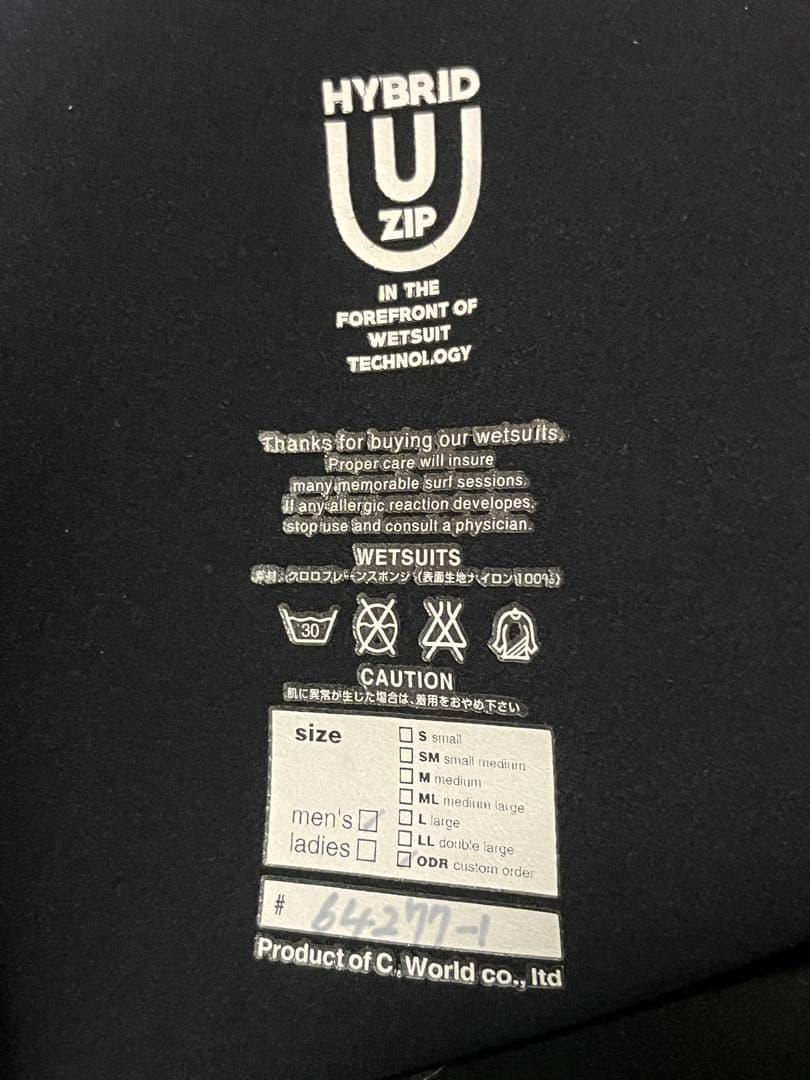 HYBRID
U
ZIP
IN THE
FOREFRONT OF
WETSUIT
TECHNOLOGY
Thanks for buying our wetsuits.
Proper care will insure
many memorable surf sessions.
If any allergic reaction developes,
stop use and consult a physician.
WETSUITS
素材:クロロプレーンスポンジ(表面生地ナイロン100%)
30
CAUTION
肌に異常が生じた場合は、着用をおやめ下さい
size
S small
SM small medium
M medium
ML medium large
men's
L large
ladies
LL double large
ODR custom order
# 64277-1
Product of C. World co., ltd